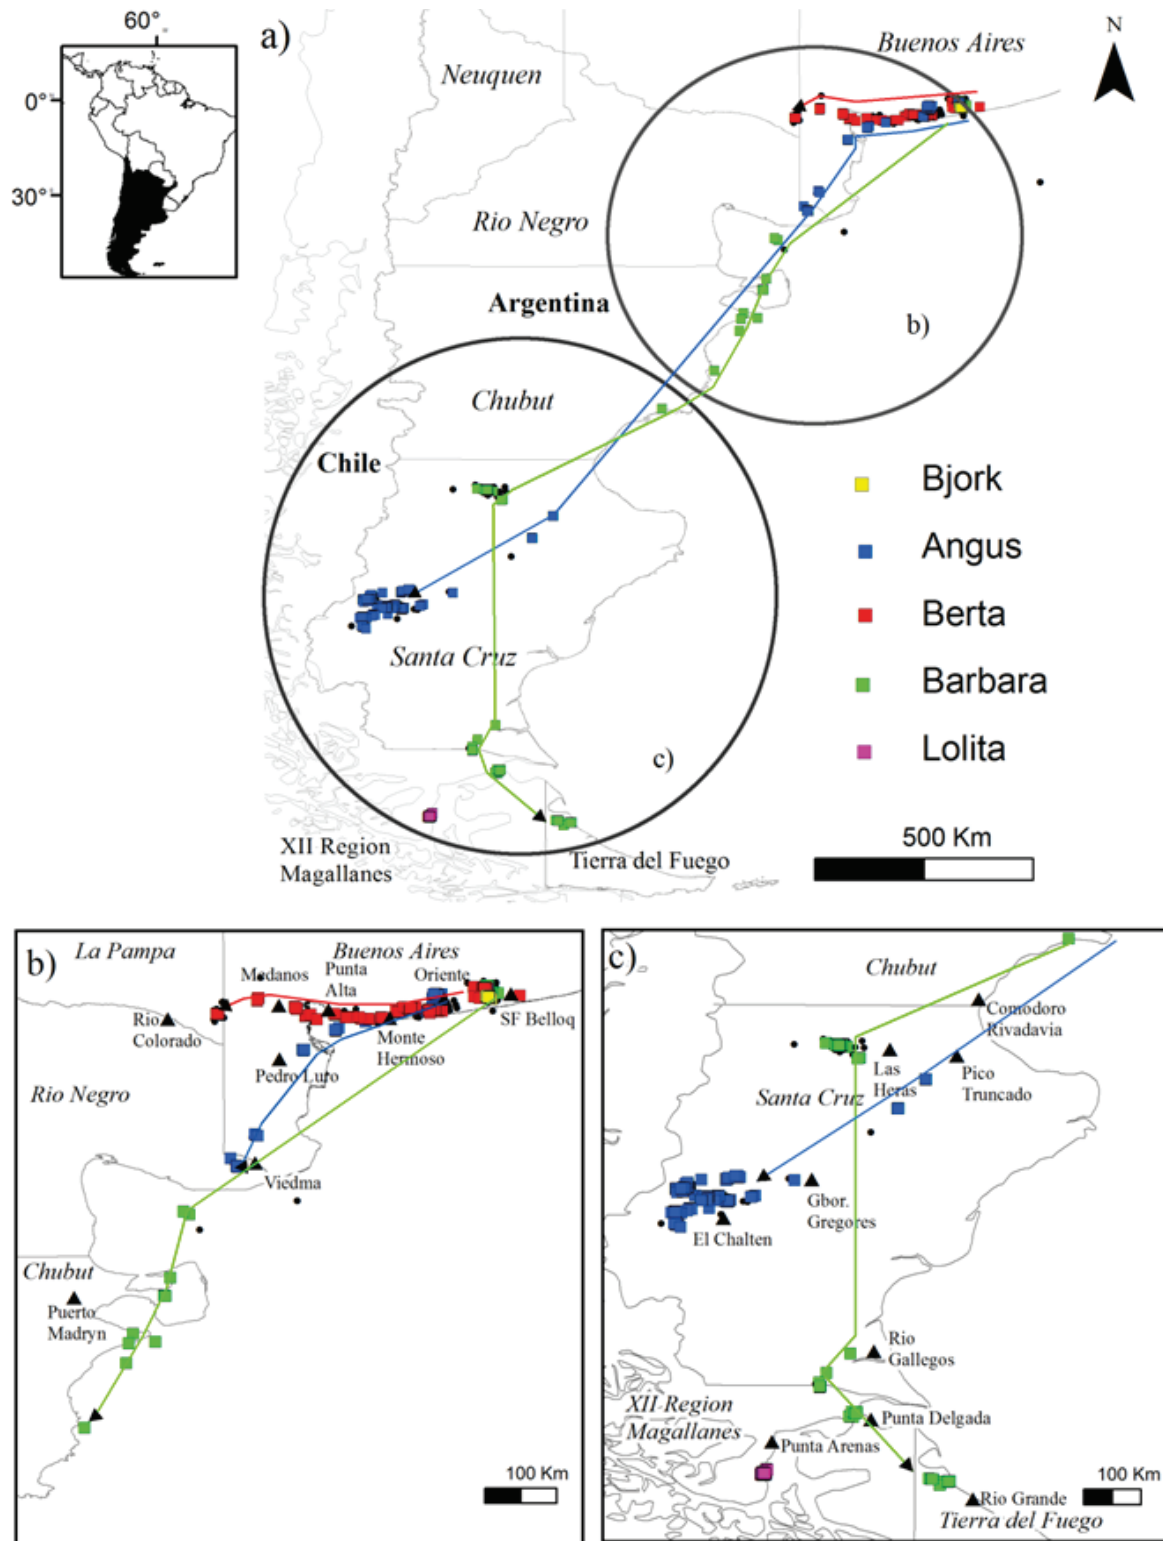 60°
0°
30°
a)
N
Buenos Aires
Neuquen
Rio Negro
Argentina
b)
Chubut
Chile
Santa Cruz
c)
XII Region
Magallanes
Tierra del Fuego
Bjork
Angus
Berta
Barbara
Lolita
500 Km
b)
La Pampa
Buenos Aires
Medanos
Punta
Alta
Oriente
Rio
Colorado
SF Belloq
Monte
Hermoso
Pedro Luro
Rio Negro
Viedma
Chubut
Puerto
Madryn
100 Km
c)
Chubut
Comodoro
Rivadavia
Las
Heras
Pico
Truncado
Santa Cruz
Gbor.
Gregores
El Chalten
Rio
Gallegos
XII Region
Magallanes
Punta Delgada
Punta Arenas
Rio Grande
Tierra del Fuego
100 Km